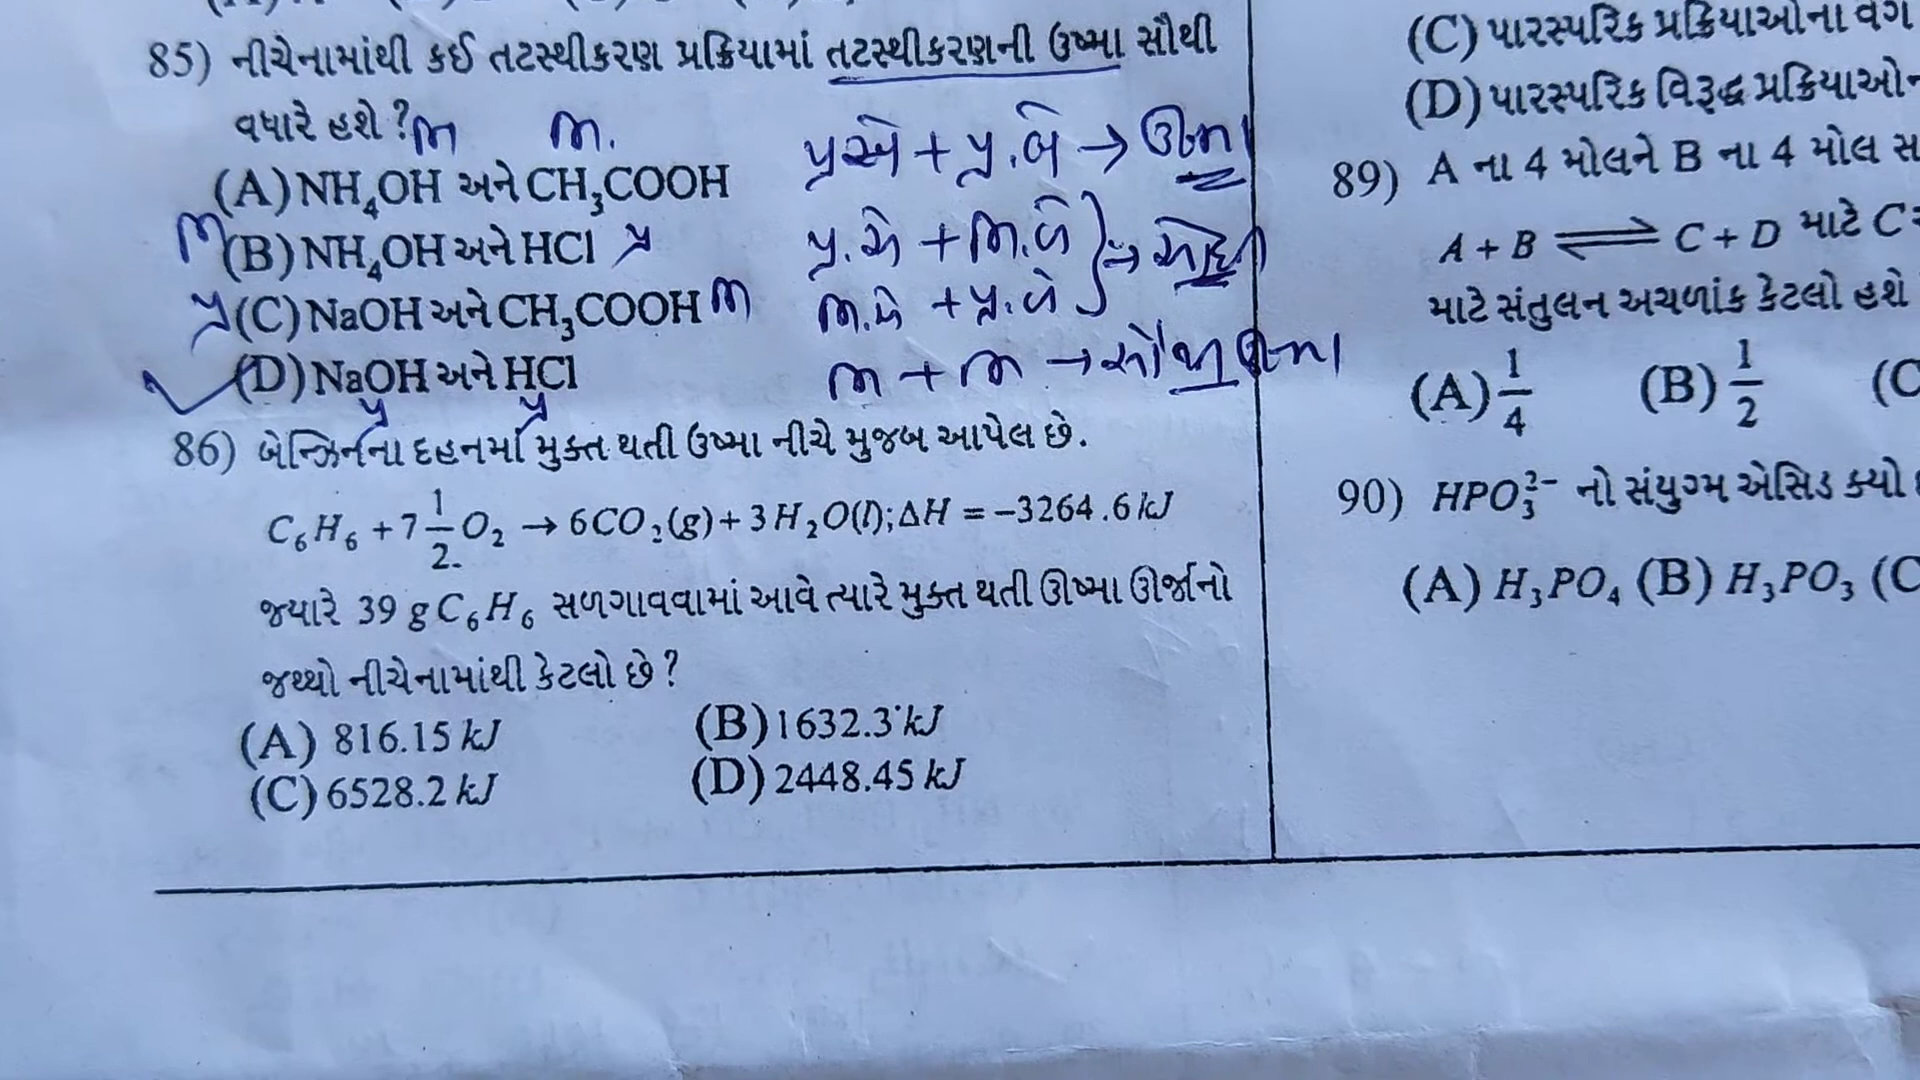 85) નીચેનામાંથી કઈ તટસ્થીકરણ પ્રક્રિયામાં તટસ્થીકરણની ઉષ્મા સૌથી
વધારે હશે ?
(A) NH₄OH અને CH₃COOH
(B) NH₄OH અને HCl
(C) NaOH અને CH₃COOH
(D) NaOH અને HCl
86) બેન્ઝિનના દહનમાં મુક્ત થતી ઉષ્મા નીચે મુજબ આપેલ છે.
C₆H₆ + 7 1/2 O₂ → 6CO₂(g) + 3H₂O(l); ΔH = −3264.6 kJ
જ્યારે 39 g C₆H₆ સળગાવવામાં આવે ત્યારે મુક્ત થતી ઊષ્મા ઊર્જાનો
જથ્થો નીચેનામાંથી કેટલો છે ?
(A) 816.15 kJ (B) 1632.3 kJ
(C) 6528.2 kJ (D) 2448.45 kJ
(C) પારસ્પરિક પ્રક્રિયાઓના
(D) પારસ્પરિક વિરૂદ્ધ
89) A ના 4 મોલને B ના 4 મોલ
A + B ⇌ C + D માટે C
માટે સંતુલન અચળાંક કેટલો હશે
(A) 1/4 (B) 1/2 (C
90) HPO₃²⁻ નો સંયુગ્મ એસિડ ક્યો
(A) H₃PO₄ (B) H₃PO₃ (C